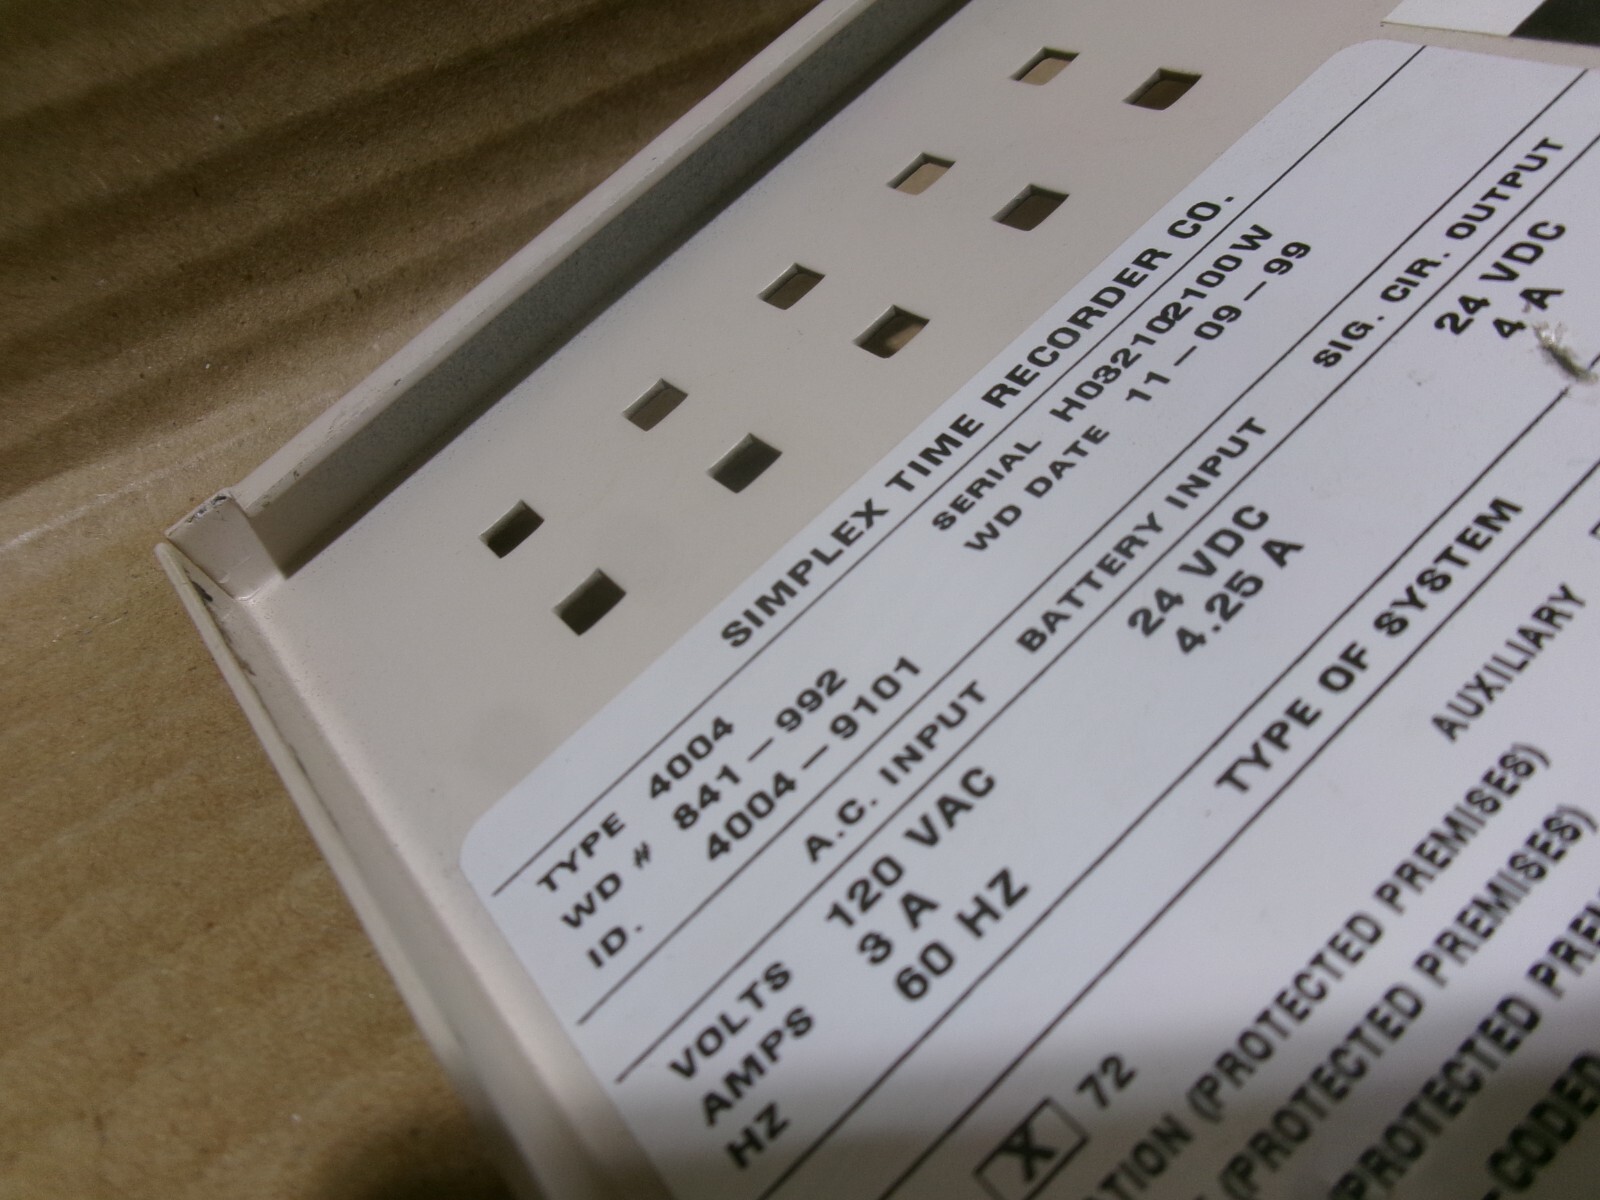 SIMPLEX TIME RECORDER CO.
TYPE 4004 SERIAL H032102100W
WD # 841-992 WD DATE 11-09-99
ID. 4004-9101
A.C. INPUT BATTERY INPUT SIG. CIR. OUTPUT
VOLTS 120 VAC 24 VDC 24 VDC
AMPS 3 A 4.25 A 4 A
HZ 60 HZ
TYPE OF SYSTEM
X 72 AUXILIARY
(PROTECTED PREMISES)
(PROTECTED PREMISES)
(PROTECTED
CODED